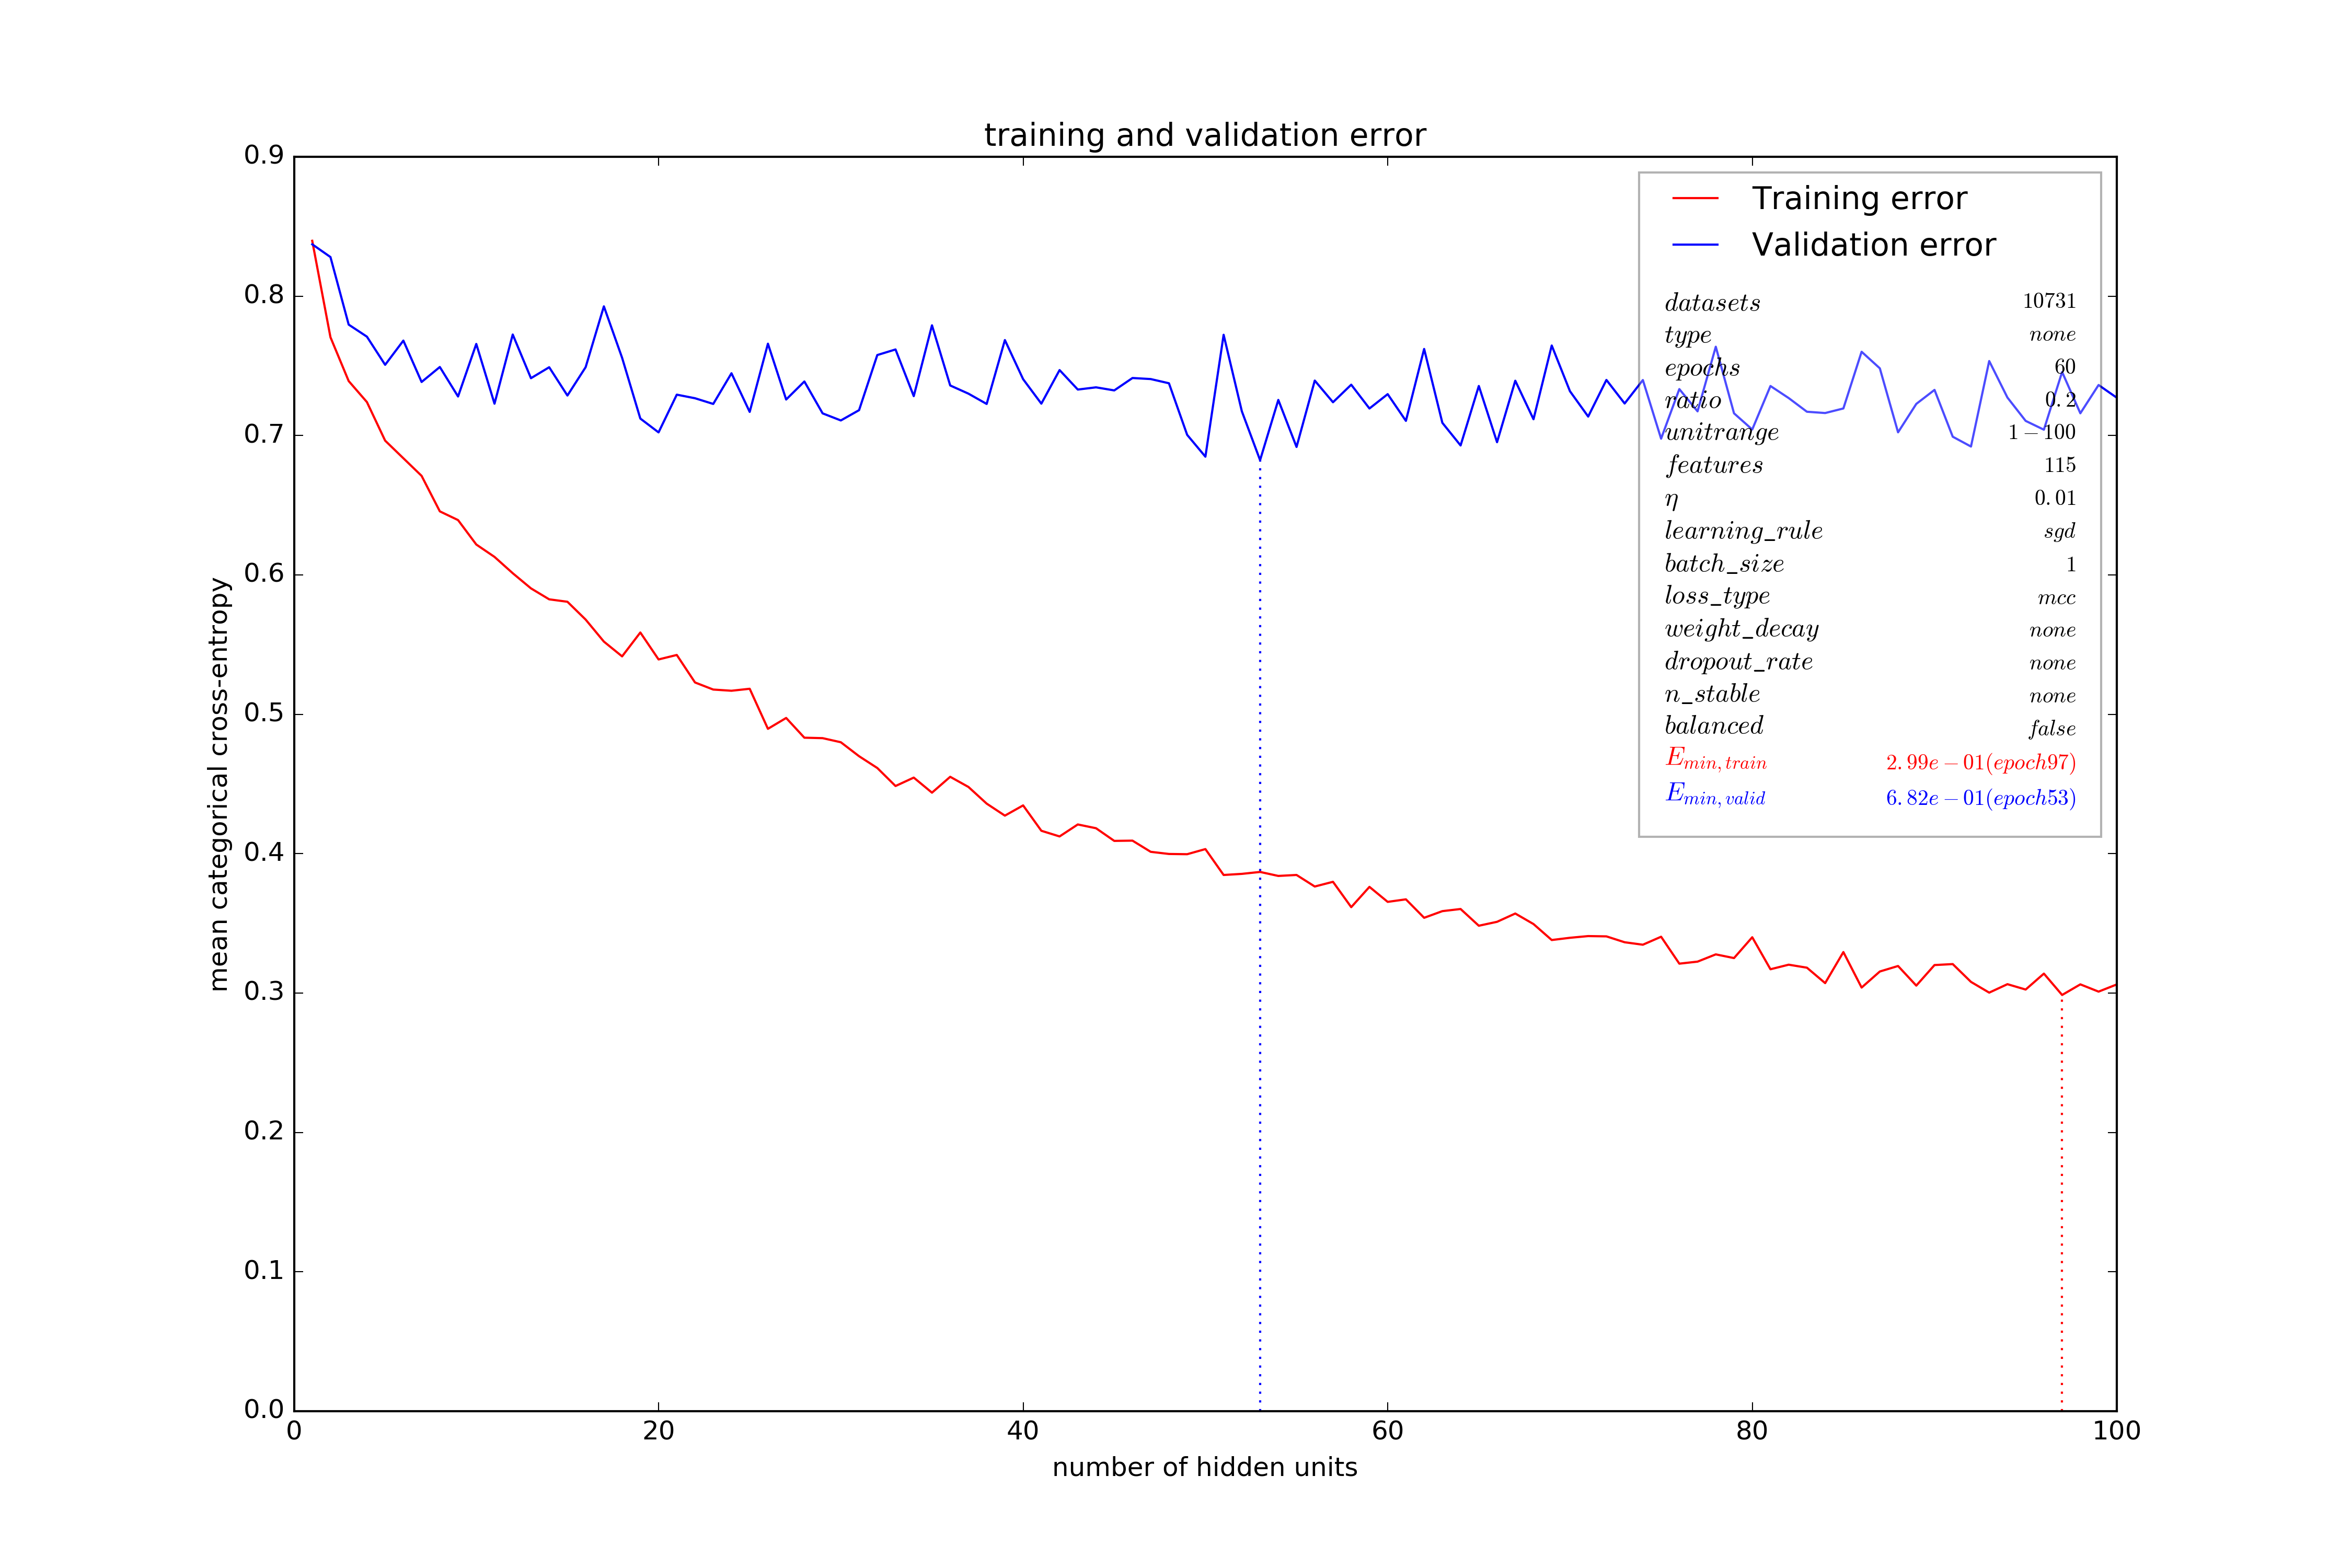 training and validation error
0.9
0.8
0.7
0.6
0.5
0.4
0.3
0.2
0.1
0.0
mean categorical cross-entropy
0 20 40 60 80 100
number of hidden units
Training error
Validation error
datasets 10731
type none
epochs 60
ratio 0.2
unitrange 1 − 100
features 115
η 0.01
learning_rule sgd
batch_size 1
loss_type mcc
weight_decay none
dropout_rate none
n_stable none
balanced false
E_{min,train} 2.99e − 01(epoch97)
E_{min,valid} 6.82e − 01(epoch53)